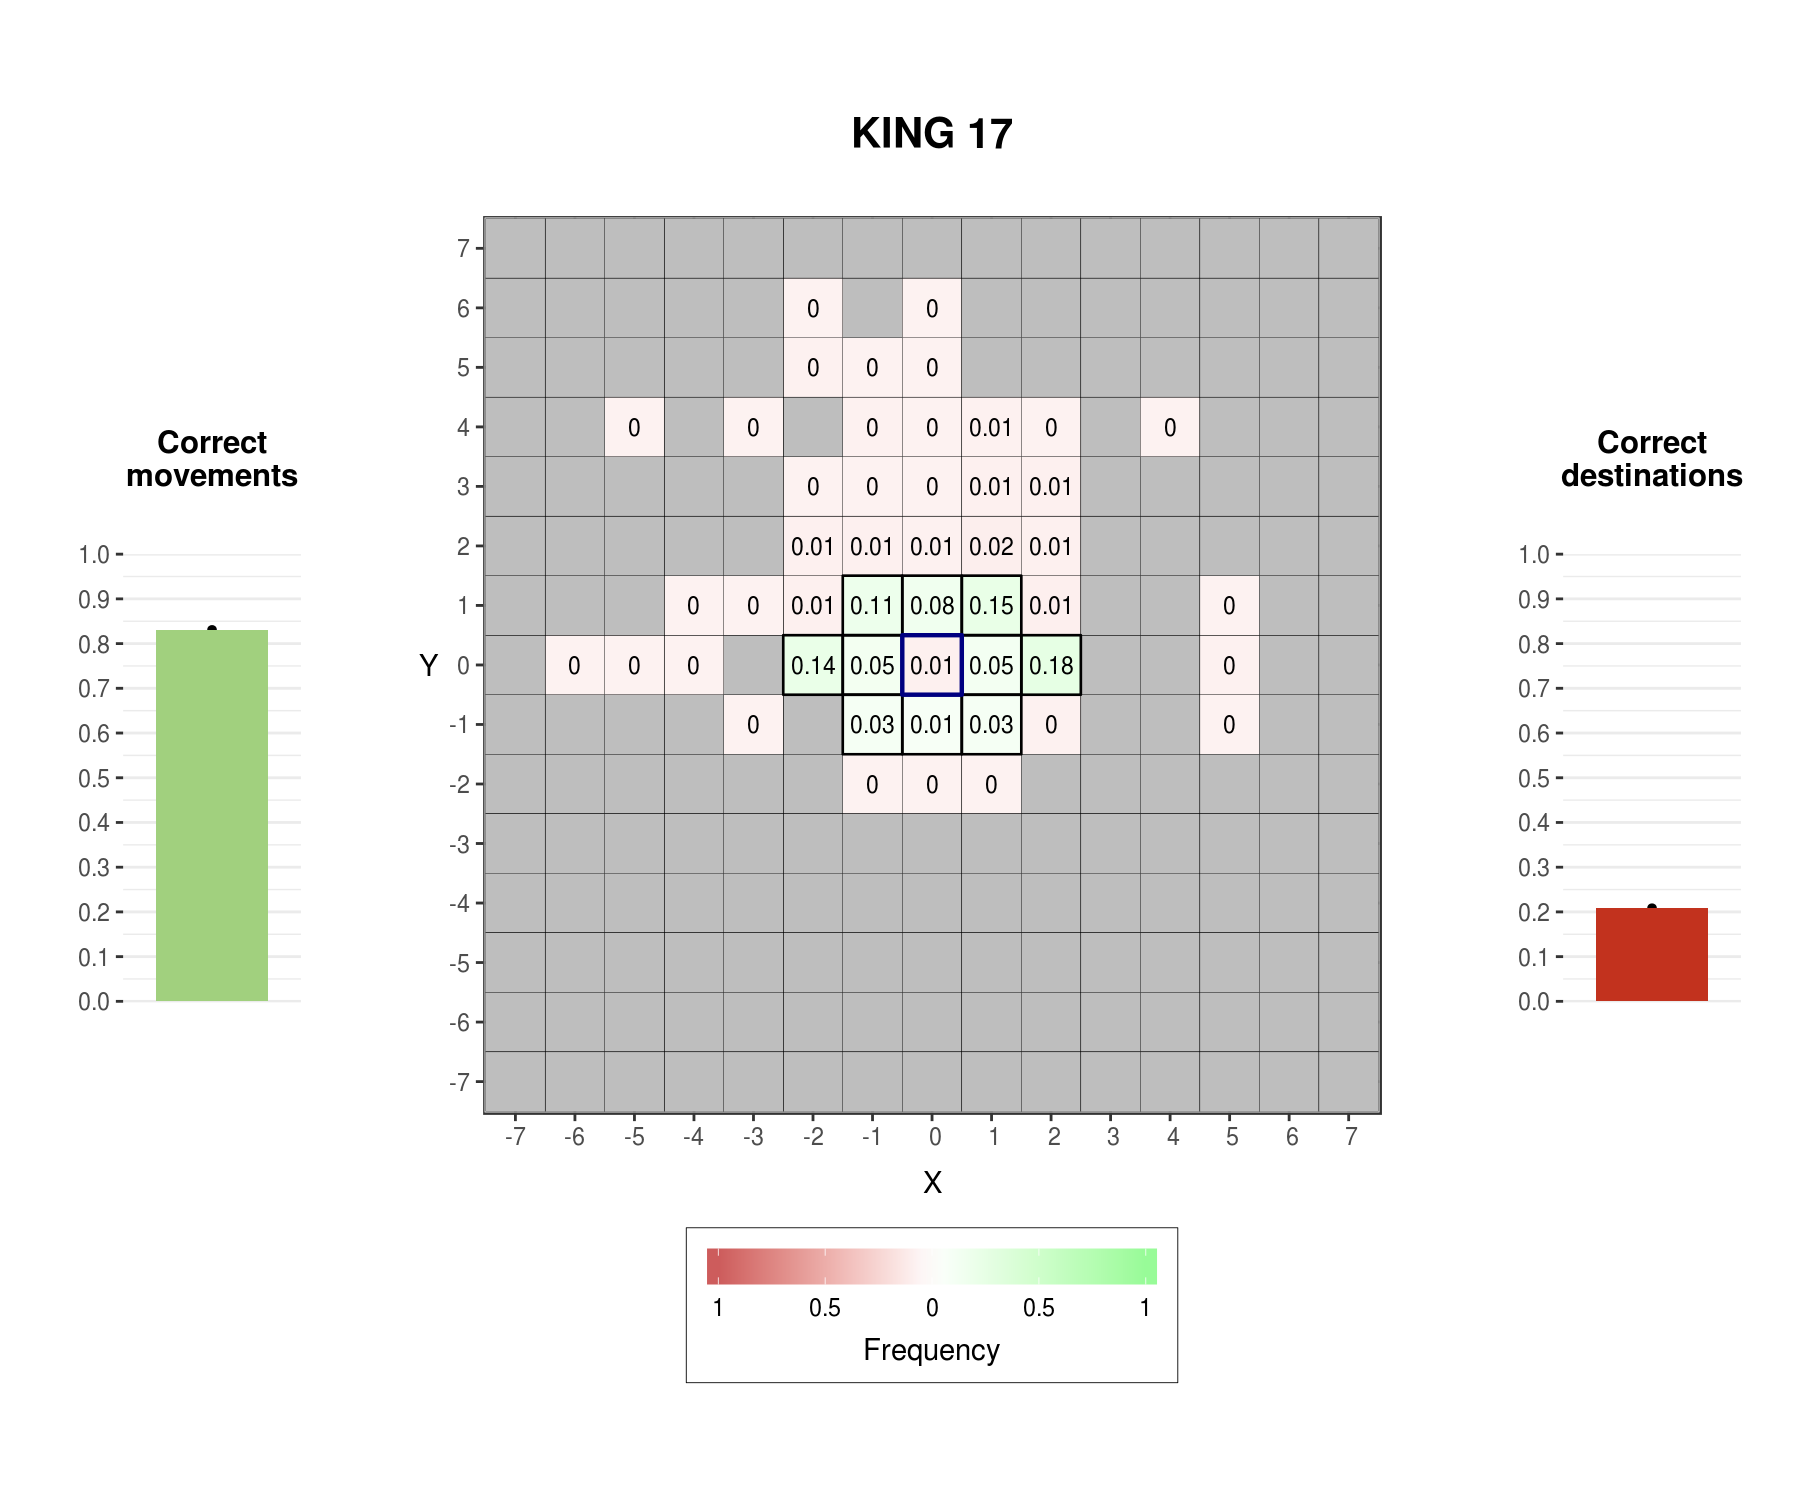 KING 17
Correct
movements
1.0
0.9
0.8
0.7
0.6
0.5
0.4
0.3
0.2
0.1
0.0
Y
7
6 0 0
5 0 0 0
4 0 0 0 0 0.01 0 0
3 0 0 0 0.01 0.01
2 0.01 0.01 0.01 0.02 0.01
1 0 0 0.01 0.11 0.08 0.15 0.01 0
0 0 0 0 0.14 0.05 0.01 0.05 0.18 0
-1 0 0.03 0.01 0.03 0 0
-2 0 0 0
-3
-4
-5
-6
-7
-7 -6 -5 -4 -3 -2 -1 0 1 2 3 4 5 6 7
X
1 0.5 0 0.5 1
Frequency
Correct
destinations
1.0
0.9
0.8
0.7
0.6
0.5
0.4
0.3
0.2
0.1
0.0